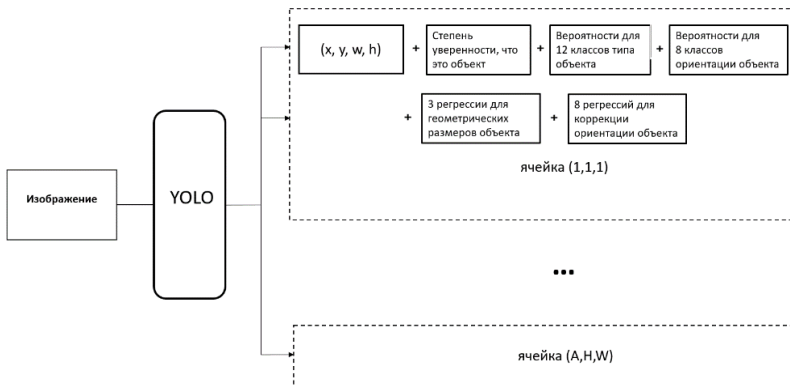 (x, y, w, h)
+
Степень
уверенности, что
это объект
+
Вероятности для
12 классов типа
объекта
+
Вероятности для
8 классов
ориентации объекта
+
3 регрессии для
геометрических
размеров объекта
+
8 регрессий для
коррекции
ориентации объекта
ячейка (1,1,1)
Изображение
YOLO
...
ячейка (A,H,W)